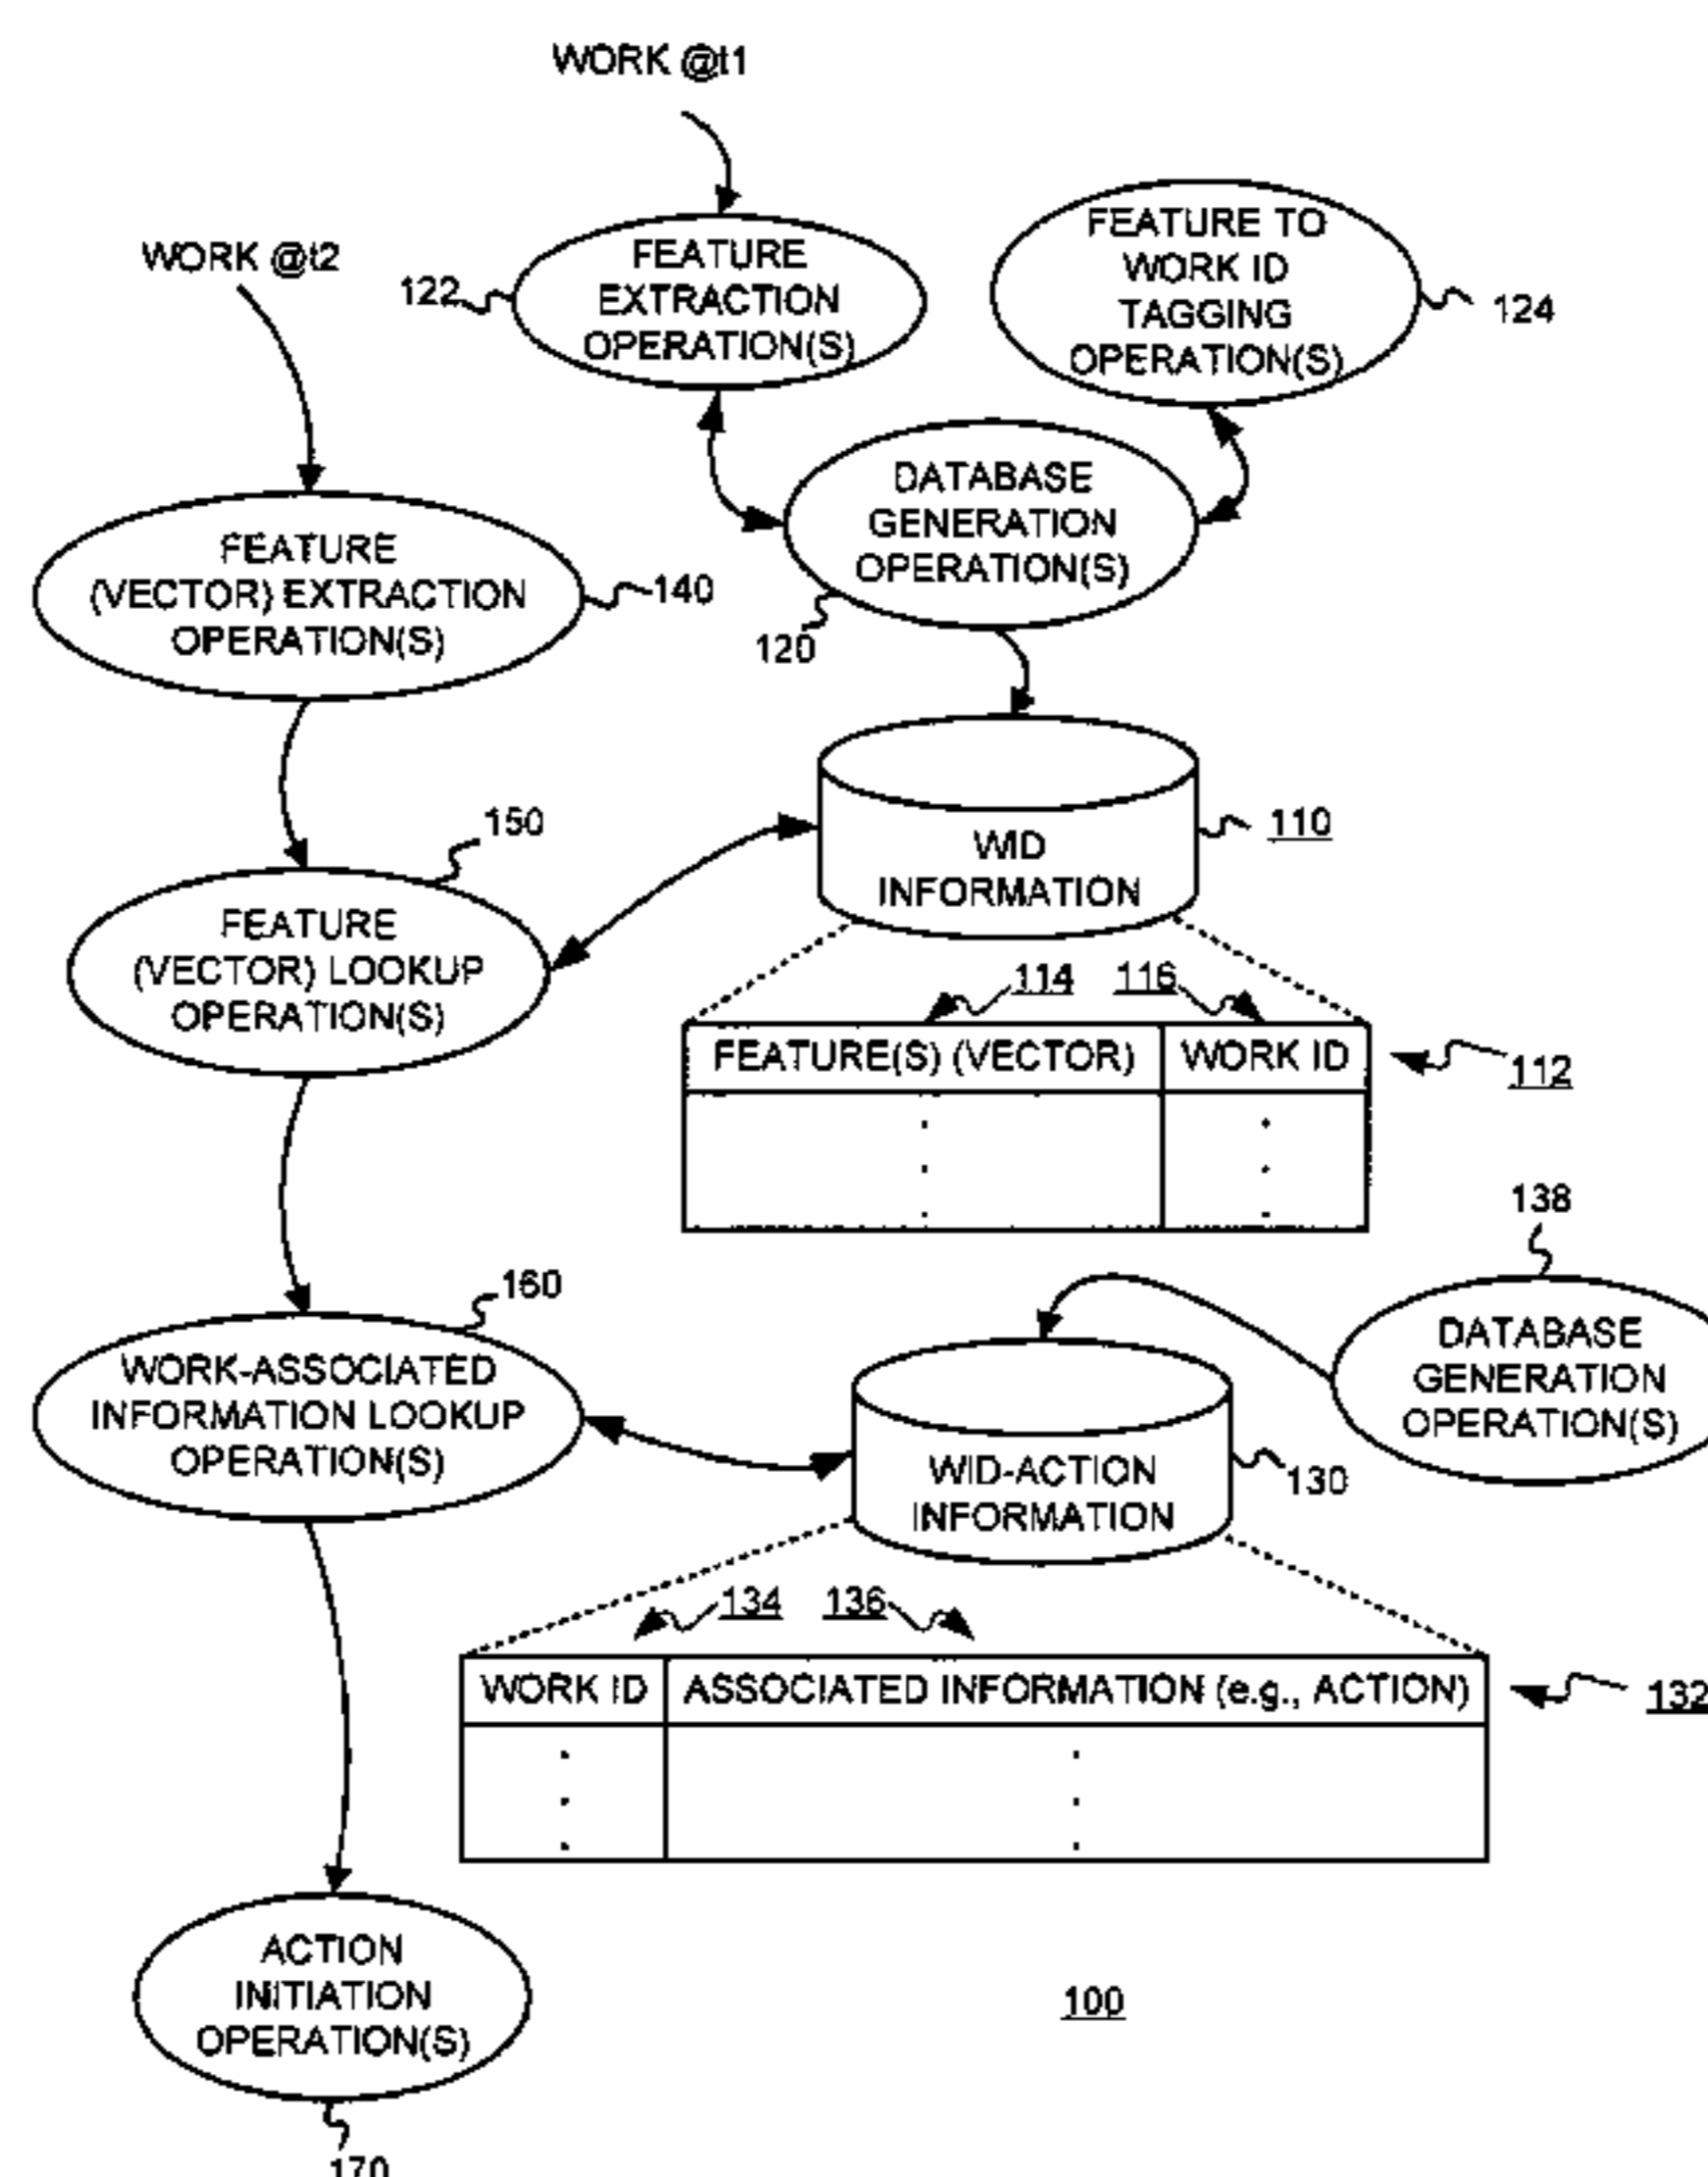 WORK @t1
WORK @t2
122
FEATURE
EXTRACTION
OPERATION(S)
FEATURE TO
WORK ID
TAGGING
OPERATION(S)
124
DATABASE
GENERATION
OPERATION(S)
120
FEATURE
(VECTOR) EXTRACTION
OPERATION(S)
140
150
WID
INFORMATION
110
FEATURE
(VECTOR) LOOKUP
OPERATION(S)
114
116
FEATURE(S) (VECTOR)
WORK ID
112
138
DATABASE
GENERATION
OPERATION(S)
160
WORK-ASSOCIATED
INFORMATION LOOKUP
OPERATION(S)
WID-ACTION
INFORMATION
130
134
136
WORK ID
ASSOCIATED INFORMATION (e.g., ACTION)
132
ACTION
INITIATION
OPERATION(S)
100
170